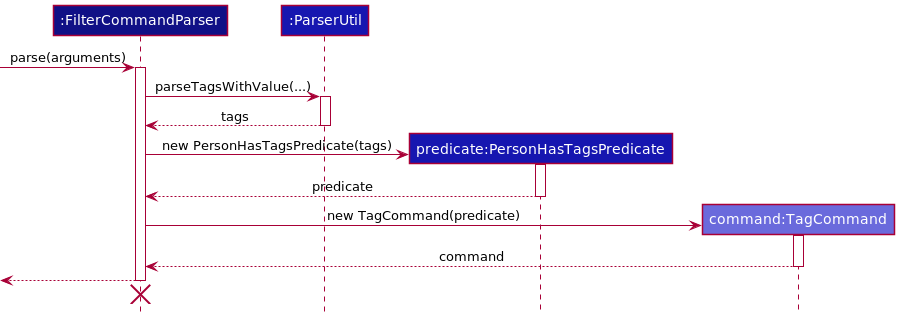 :FilterCommandParser
:ParserUtil
parse(arguments)
parseTagsWithValue(...)
tags
predicate:PersonHasTagsPredicate
new PersonHasTagsPredicate(tags)
predicate
command:TagCommand
new TagCommand(predicate)
command